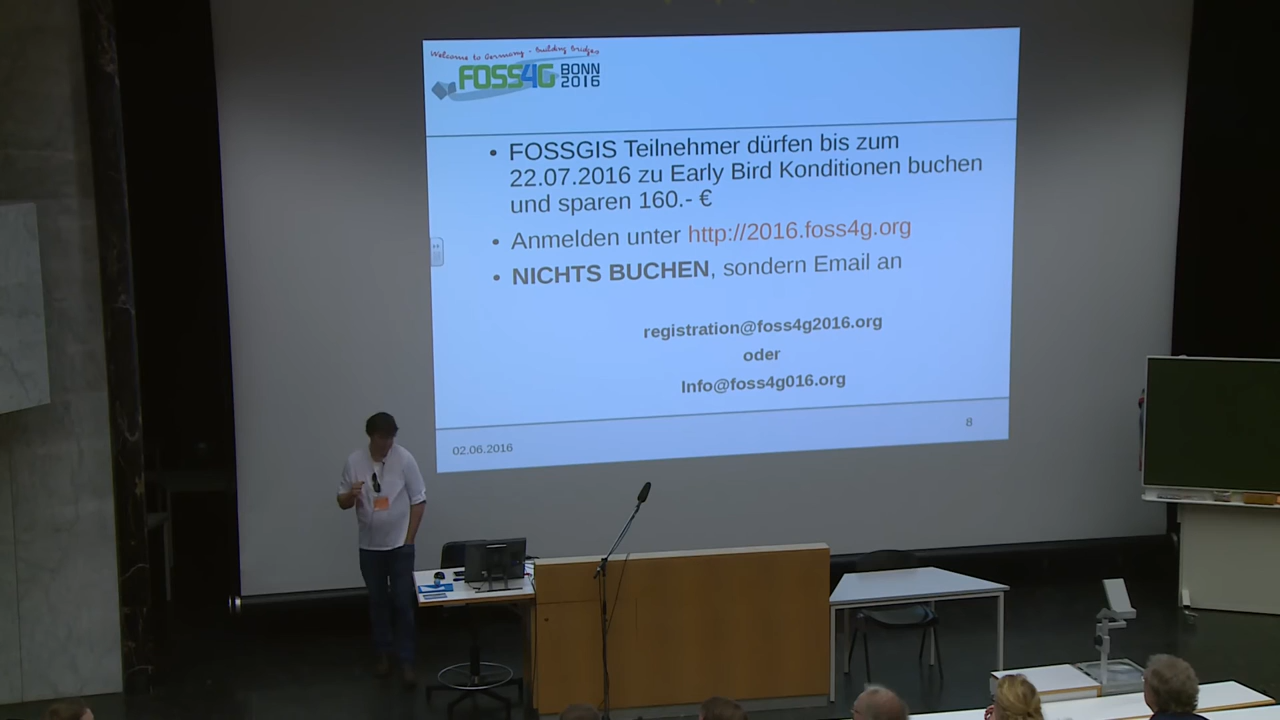 Welcome to Germany - Building Bridges
FOSS4G BONN 2016
• FOSSGIS Teilnehmer dürfen bis zum
22.07.2016 zu Early Bird Konditionen buchen
und sparen 160.- €
• Anmelden unter http://2016.foss4g.org
• NICHTS BUCHEN, sondern Email an
registration@foss4g2016.org
oder
Info@foss4g016.org
02.06.2016
8